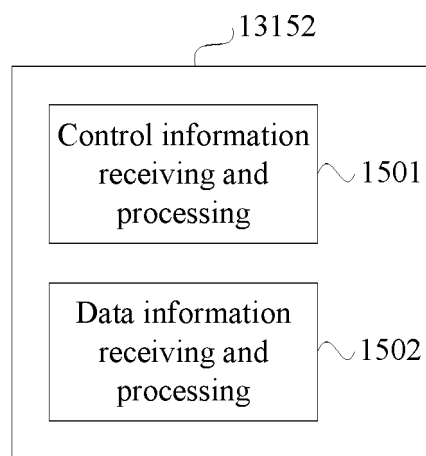 13152
Control information
receiving and
processing
1501
Data information
receiving and
processing
1502